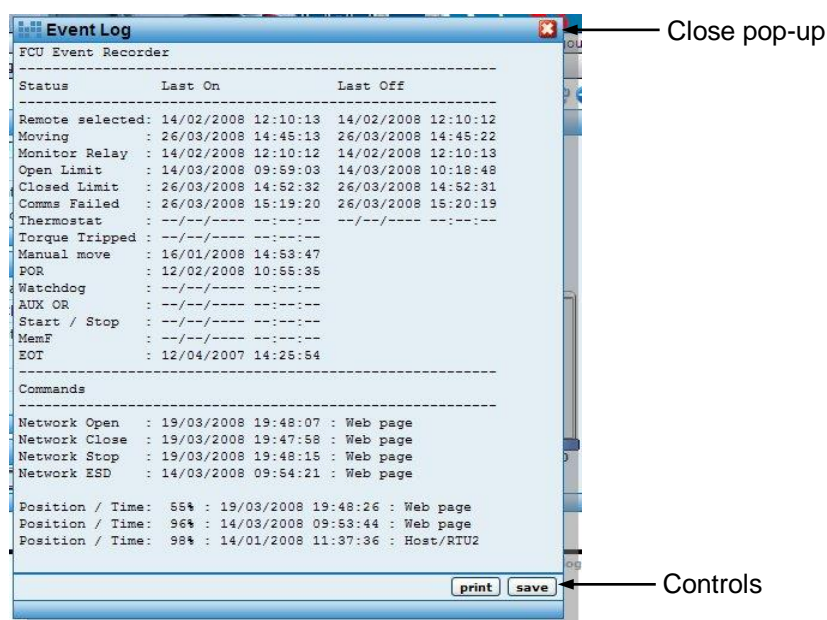 Event Log
Close pop-up
FCU Event Recorder
------------------------------------------------------------
Status Last On Last Off
------------------------------------------------------------
Remote selected: 14/02/2008 12:10:13 14/02/2008 12:10:12
Moving : 26/03/2008 14:45:13 26/03/2008 14:45:22
Monitor Relay : 14/02/2008 12:10:12 14/02/2008 12:10:13
Open Limit : 14/03/2008 09:59:03 14/03/2008 10:18:48
Closed Limit : 26/03/2008 14:52:32 26/03/2008 14:52:31
Comms Failed : 26/03/2008 15:19:20 26/03/2008 15:20:19
Thermostat : --/--/---- --:--:-- --/--/---- --:--:--
Torque Tripped : --/--/---- --:--:--
Manual move : 16/01/2008 14:53:47
POR : 12/02/2008 10:55:35
Watchdog : --/--/---- --:--:--
AUX OR : --/--/---- --:--:--
Start / Stop : --/--/---- --:--:--
MemF : --/--/---- --:--:--
EOT : 12/04/2007 14:25:54
------------------------------------------------------------
Commands
------------------------------------------------------------
Network Open : 19/03/2008 19:48:07 : Web page
Network Close : 19/03/2008 19:47:58 : Web page
Network Stop : 19/03/2008 19:48:15 : Web page
Network ESD : 14/03/2008 09:54:21 : Web page
Position / Time: 55% : 19/03/2008 19:48:26 : Web page
Position / Time: 96% : 14/03/2008 09:53:44 : Web page
Position / Time: 98% : 14/01/2008 11:37:36 : Host/RTU2
print save
Controls